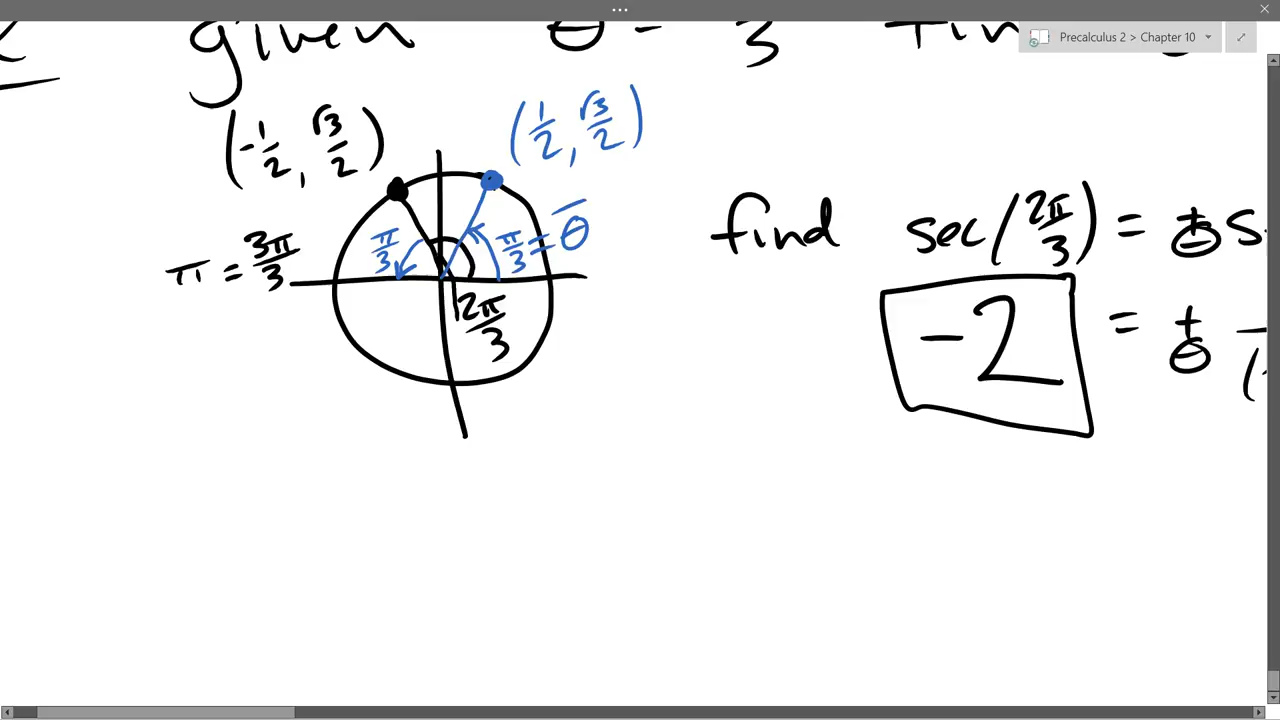 given θ = /3
Precalculus 2 > Chapter 10
(-1/2, √3/2) (1/2, √3/2)
π = 3π/3 π/3 π/3 = θ̅
2π/3
find sec(2π/3) = ± s
-2 = ±